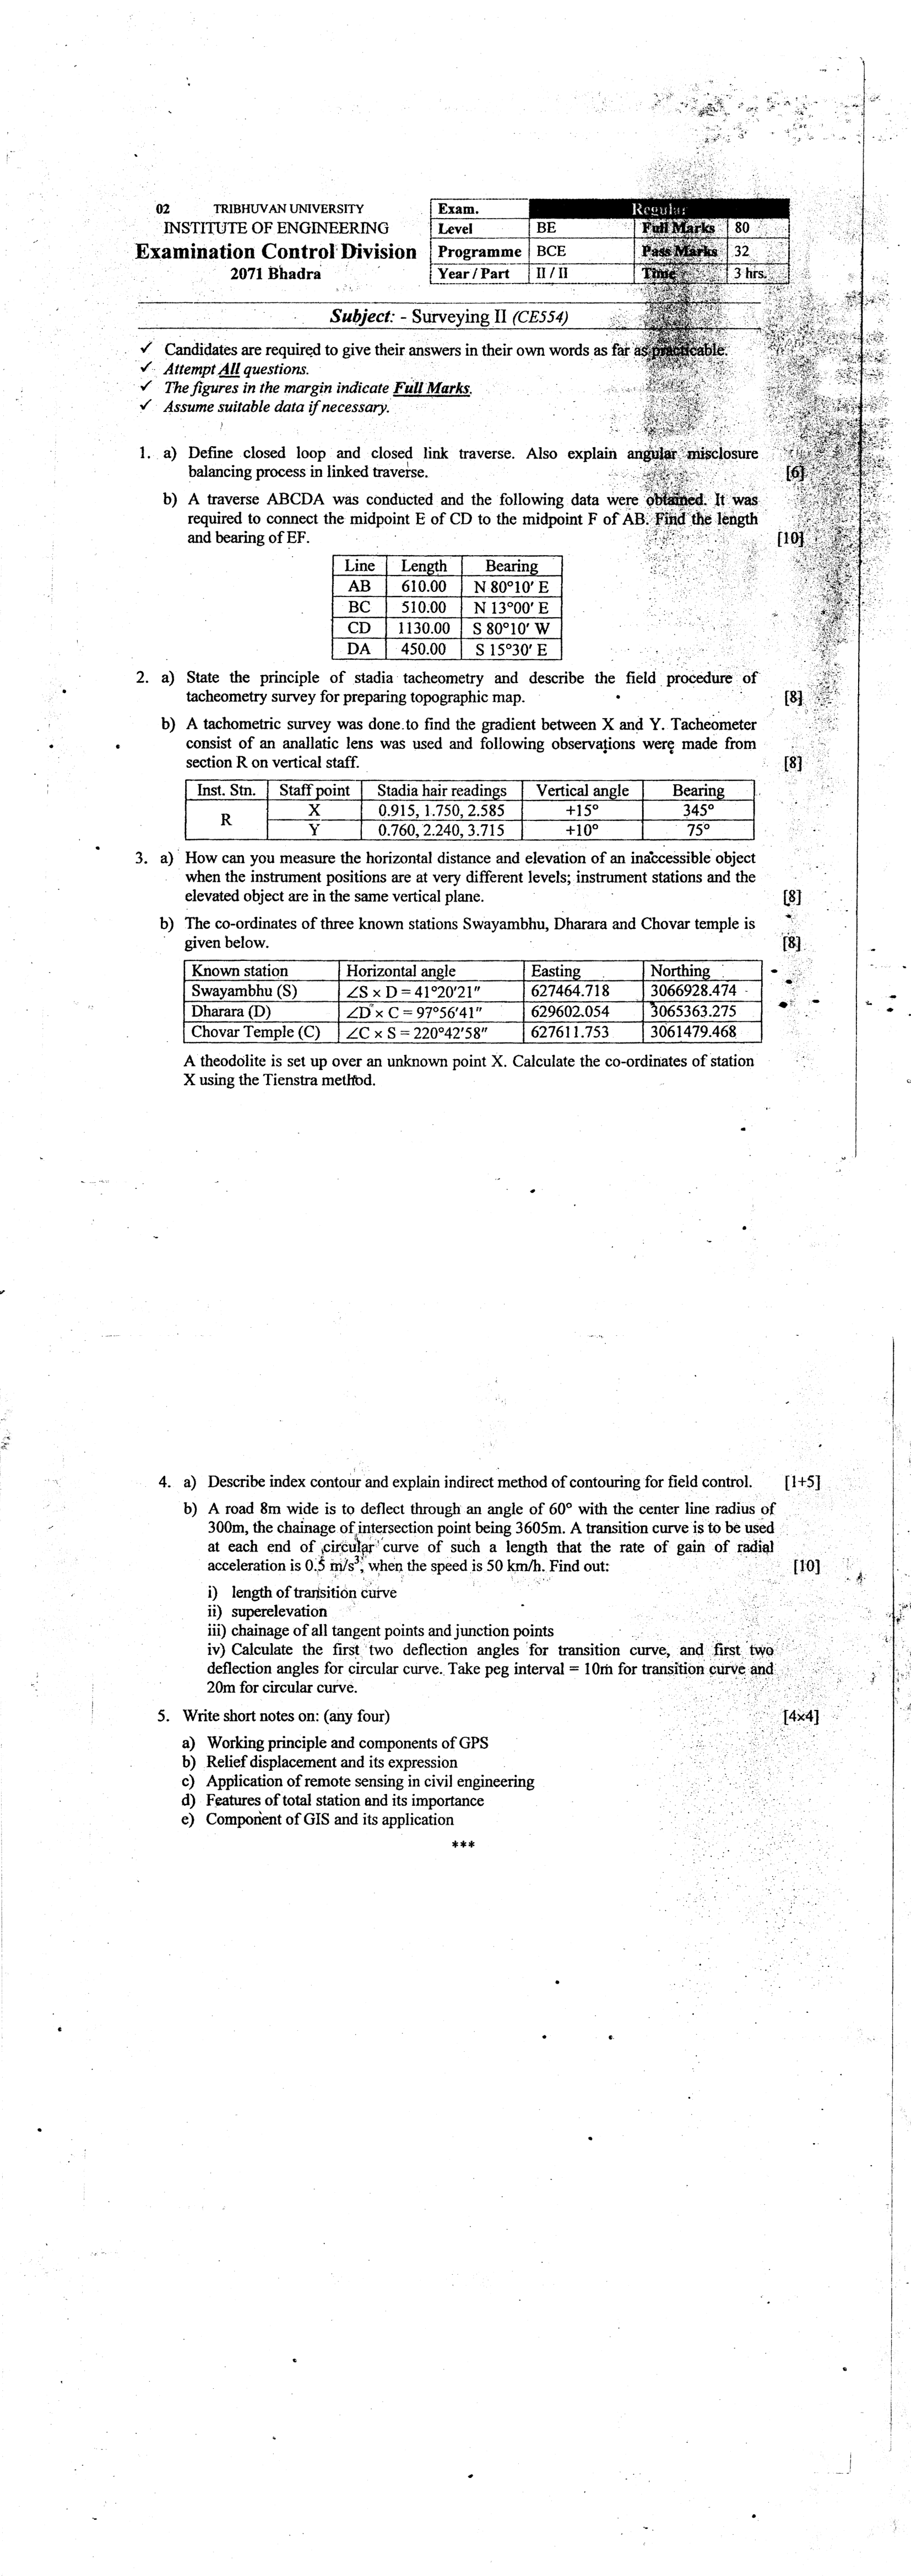 02 TRIBHUVAN UNIVERSITY
INSTITUTE OF ENGINEERING
Examination Control Division
2071 Bhadra
Exam. Regular
Level BE Full Marks 80
Programme BCE Pass Marks 32
Year / Part II / II Time 3 hrs.
Subject: - Surveying II (CE554)
✓ Candidates are required to give their answers in their own words as far as practicable.
✓ Attempt All questions.
✓ The figures in the margin indicate Full Marks.
✓ Assume suitable data if necessary.
1. a) Define closed loop and closed link traverse. Also explain angular misclosure
balancing process in linked traverse. [6]
b) A traverse ABCDA was conducted and the following data were obtained. It was
required to connect the midpoint E of CD to the midpoint F of AB. Find the length
and bearing of EF. [10]
Line Length Bearing
AB 610.00 N 80°10' E
BC 510.00 N 13°00' E
CD 1130.00 S 80°10' W
DA 450.00 S 15°30' E
2. a) State the principle of stadia tacheometry and describe the field procedure of
tacheometry survey for preparing topographic map. [8]
b) A tachometric survey was done to find the gradient between X and Y. Tacheometer
consist of an anallatic lens was used and following observations were made from
section R on vertical staff. [8]
Inst. Stn. Staff point Stadia hair readings Vertical angle Bearing
R X 0.915, 1.750, 2.585 +15° 345°
Y 0.760, 2.240, 3.715 +10° 75°
3. a) How can you measure the horizontal distance and elevation of an inaccessible object
when the instrument positions are at very different levels; instrument stations and the
elevated object are in the same vertical plane. [8]
b) The co-ordinates of three known stations Swayambhu, Dharara and Chovar temple is
given below. [8]
Known station Horizontal angle Easting Northing
Swayambhu (S) ∠S x D = 41°20'21" 627464.718 3066928.474
Dharara (D) ∠D x C = 97°56'41" 629602.054 3065363.275
Chovar Temple (C) ∠C x S = 220°42'58" 627611.753 3061479.468
A theodolite is set up over an unknown point X. Calculate the co-ordinates of station
X using the Tienstra method.
4. a) Describe index contour and explain indirect method of contouring for field control. [1+5]
b) A road 8m wide is to deflect through an angle of 60° with the center line radius of
300m, the chainage of intersection point being 3605m. A transition curve is to be used
at each end of circular curve of such a length that the rate of gain of radial
acceleration is 0.5 m/s³, when the speed is 50 km/h. Find out: [10]
i) length of transition curve
ii) superelevation
iii) chainage of all tangent points and junction points
iv) Calculate the first two deflection angles for transition curve, and first two
deflection angles for circular curve. Take peg interval = 10m for transition curve and
20m for circular curve.
5. Write short notes on: (any four) [4×4]
a) Working principle and components of GPS
b) Relief displacement and its expression
c) Application of remote sensing in civil engineering
d) Features of total station and its importance
e) Component of GIS and its application
***